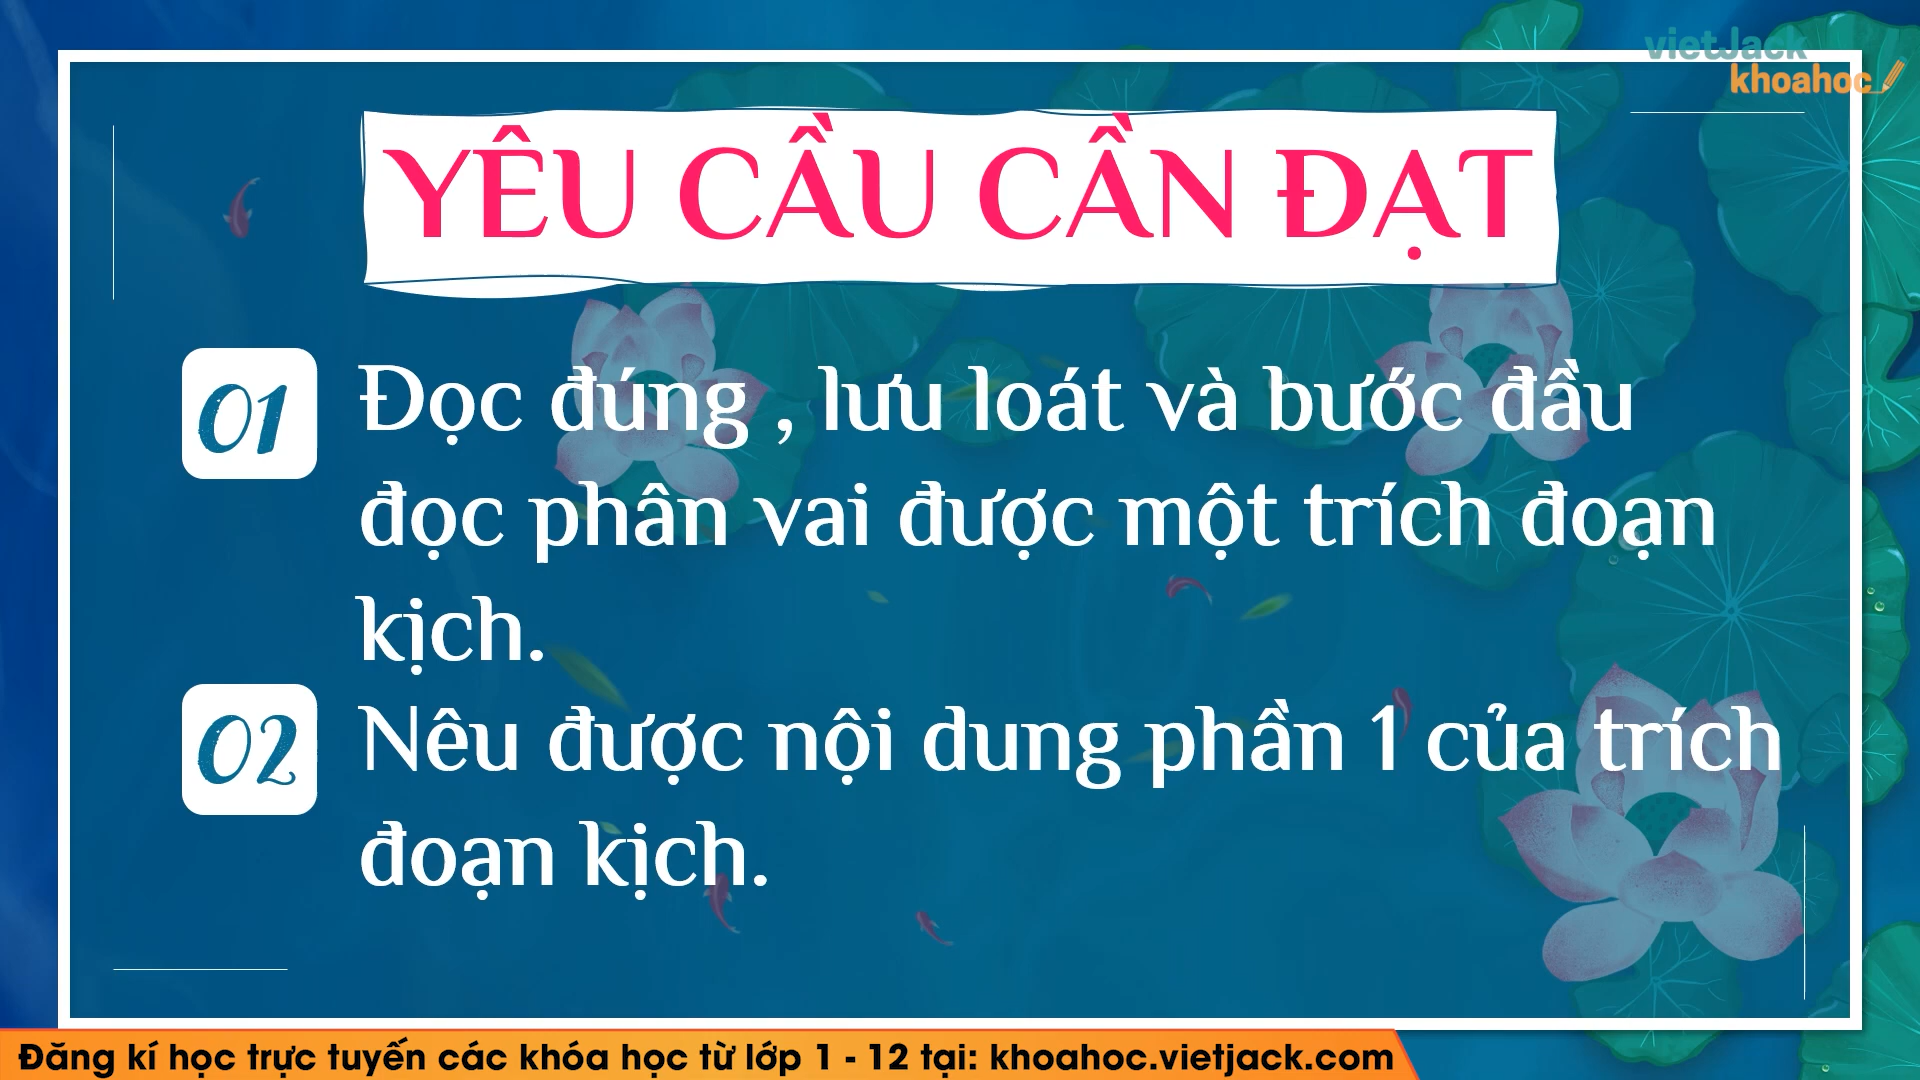 vietJack
khoahoc
YÊU CẦU CẦN ĐẠT
01
Đọc đúng , lưu loát và bước đầu
đọc phân vai được một trích đoạn
kịch.
02
Nêu được nội dung phần 1 của trích
đoạn kịch.
Đăng kí học trực tuyến các khóa học từ lớp 1 - 12 tại: khoahoc.vietjack.com